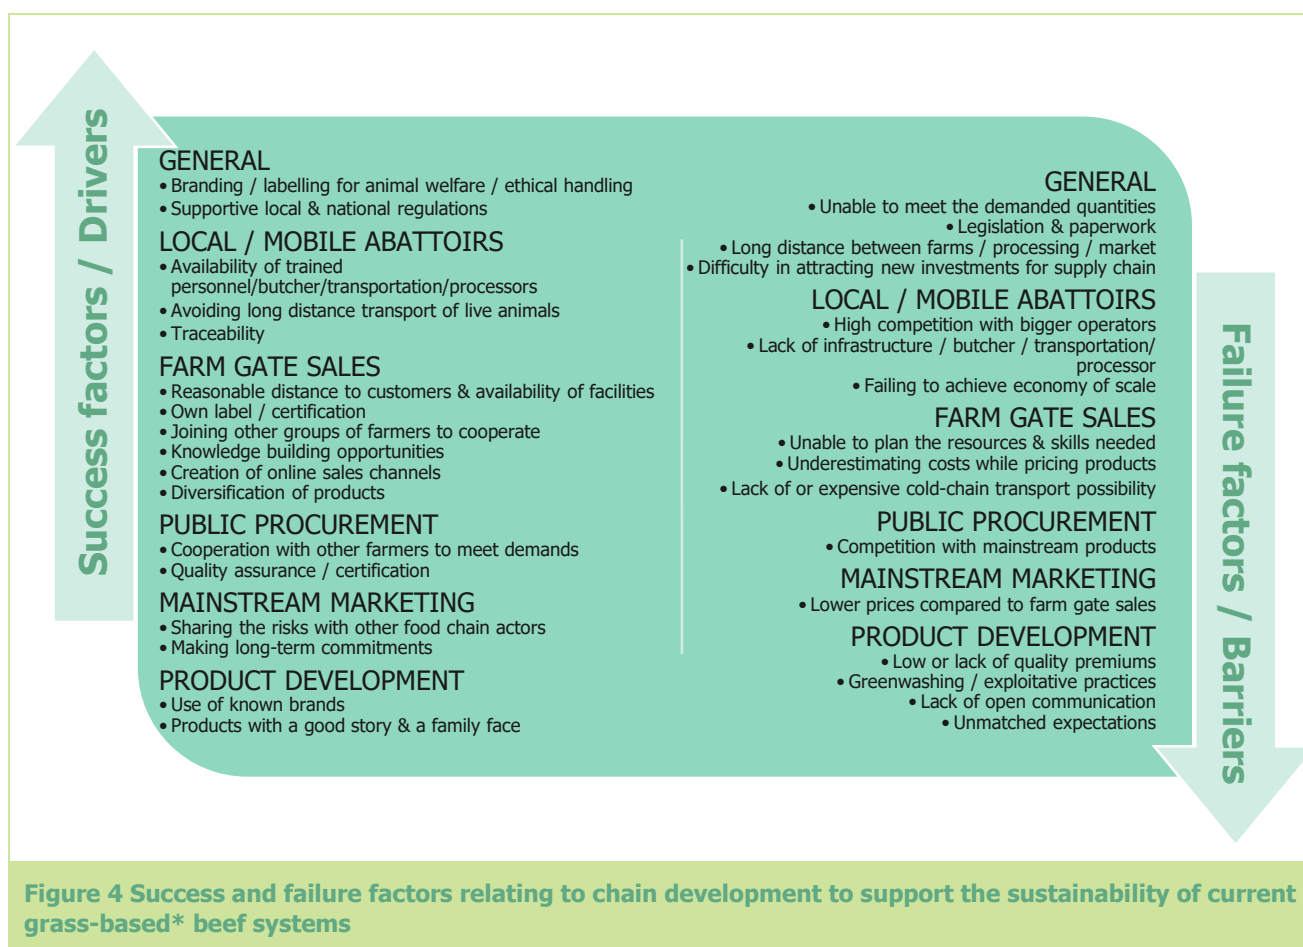 Success factors / Drivers
GENERAL
• Branding / labelling for animal welfare / ethical handling
• Supportive local & national regulations
LOCAL / MOBILE ABATTOIRS
• Availability of trained
personnel/butcher/transportation/processors
• Avoiding long distance transport of live animals
• Traceability
FARM GATE SALES
• Reasonable distance to customers & availability of facilities
• Own label / certification
• Joining other groups of farmers to cooperate
• Knowledge building opportunities
• Creation of online sales channels
• Diversification of products
PUBLIC PROCUREMENT
• Cooperation with other farmers to meet demands
• Quality assurance / certification
MAINSTREAM MARKETING
• Sharing the risks with other food chain actors
• Making long-term commitments
PRODUCT DEVELOPMENT
• Use of known brands
• Products with a good story & a family face
GENERAL
• Unable to meet the demanded quantities
• Legislation & paperwork
• Long distance between farms / processing / market
• Difficulty in attracting new investments for supply chain
LOCAL / MOBILE ABATTOIRS
• High competition with bigger operators
• Lack of infrastructure / butcher / transportation/
processor
• Failing to achieve economy of scale
FARM GATE SALES
• Unable to plan the resources & skills needed
• Underestimating costs while pricing products
• Lack of or expensive cold-chain transport possibility
PUBLIC PROCUREMENT
• Competition with mainstream products
MAINSTREAM MARKETING
• Lower prices compared to farm gate sales
PRODUCT DEVELOPMENT
• Low or lack of quality premiums
• Greenwashing / exploitative practices
• Lack of open communication
• Unmatched expectations
Failure factors / Barriers
Figure 4 Success and failure factors relating to chain development to support the sustainability of current
grass-based* beef systems